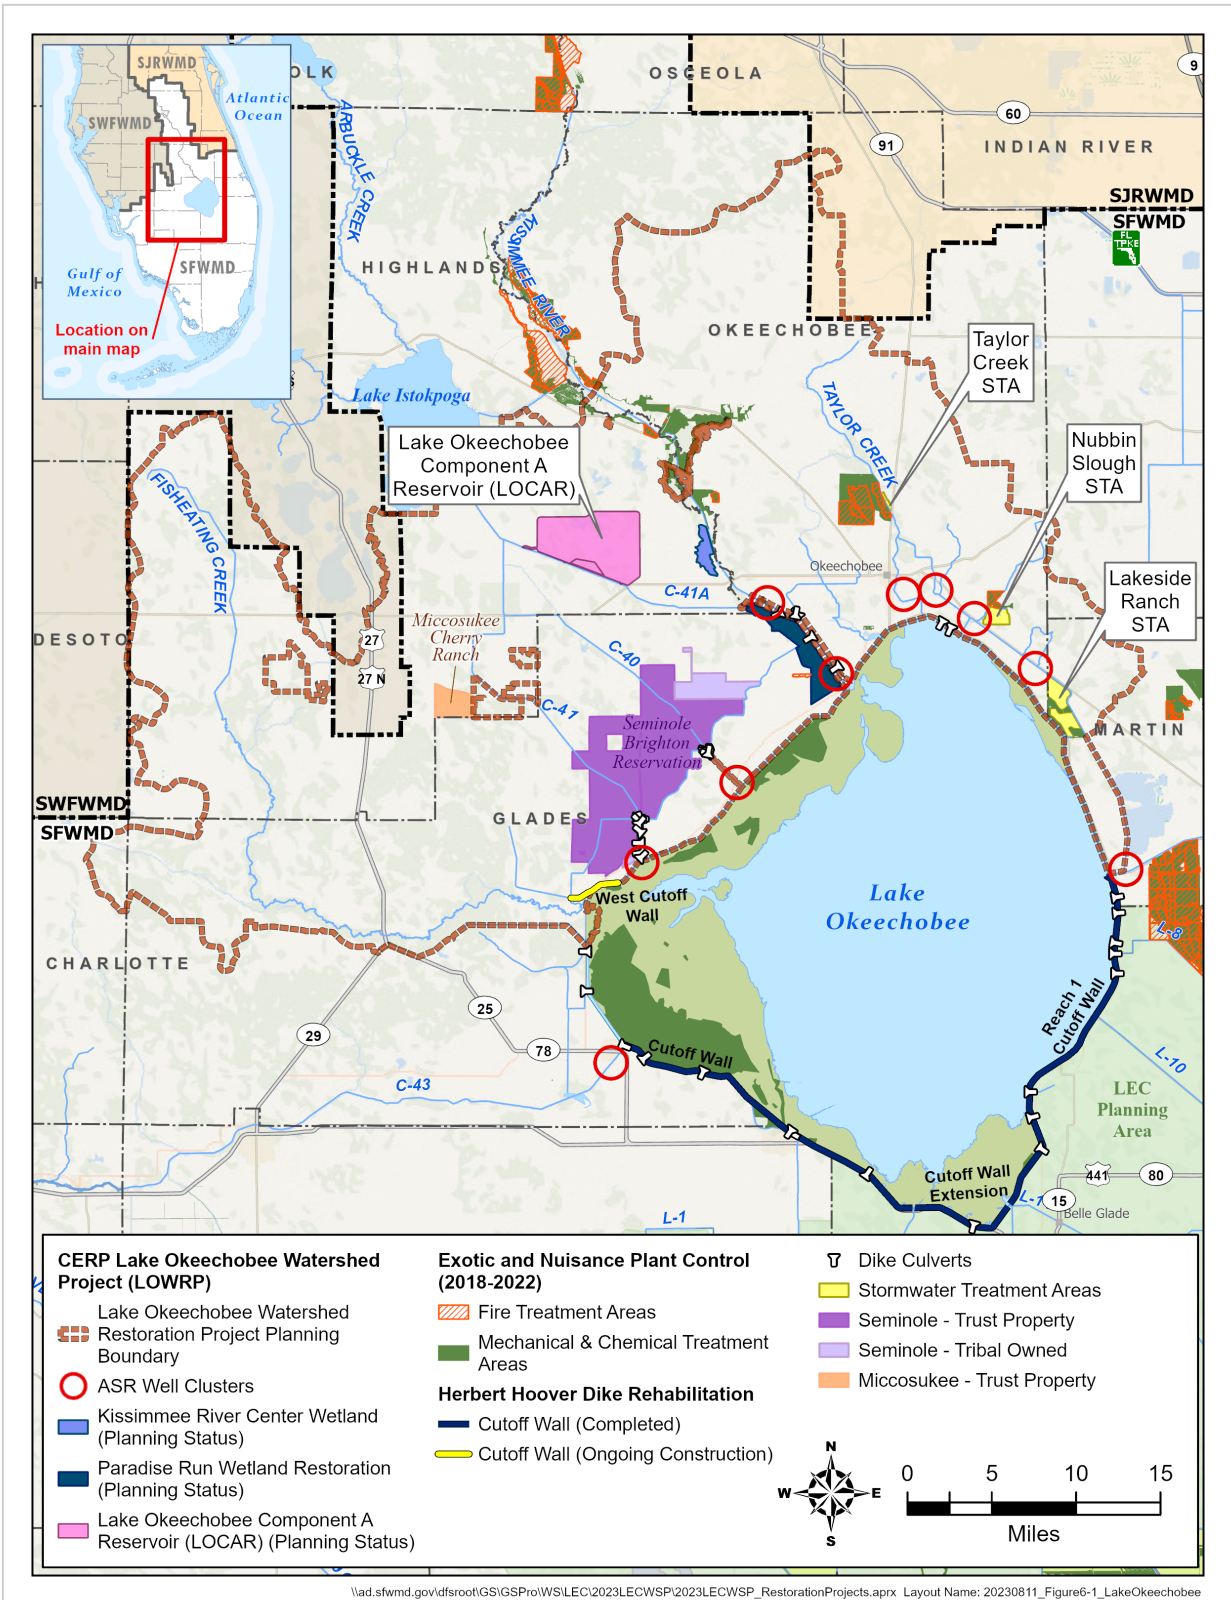 SJRWMD
SWFWMD
SFWMD
Atlantic
Ocean
Gulf of
Mexico
Location on
main map
OLK
OSCEOLA
9
60
91
INDIAN RIVER
SJRWMD
SFWMD
FL
TPKE
ARBUCKLE CREEK
KISSIMMEE RIVER
HIGHLANDS
OKEECHOBEE
Taylor
Creek
STA
Lake Istokpoga
TAYLOR CREEK
Nubbin
Slough
STA
Lake Okeechobee
Component A
Reservoir (LOCAR)
FISHEATING CREEK
Okeechobee
Lakeside
Ranch
STA
C-41A
DESOTO
27
27 N
Miccosukee
Cherry
Ranch
C-40
C-41
Seminole
Brighton
Reservation
MARTIN
SWFWMD
SFWMD
GLADES
West Cutoff
Wall
Lake
Okeechobee
L-8
CHARLOTTE
25
29
78
Cutoff Wall
Reach 1
Cutoff Wall
L-10
C-43
LEC
Planning
Area
Cutoff Wall
Extension
441
80
15
L-1
Belle Glade
L-1
CERP Lake Okeechobee Watershed
Project (LOWRP)
Lake Okeechobee Watershed
Restoration Project Planning
Boundary
ASR Well Clusters
Kissimmee River Center Wetland
(Planning Status)
Paradise Run Wetland Restoration
(Planning Status)
Lake Okeechobee Component A
Reservoir (LOCAR) (Planning Status)
Exotic and Nuisance Plant Control
(2018-2022)
Fire Treatment Areas
Mechanical & Chemical Treatment
Areas
Herbert Hoover Dike Rehabilitation
Cutoff Wall (Completed)
Cutoff Wall (Ongoing Construction)
Dike Culverts
Stormwater Treatment Areas
Seminole - Trust Property
Seminole - Tribal Owned
Miccosukee - Trust Property
N
W
E
S
0 5 10 15
Miles
\\ad.sfwmd.gov\dfsroot\GS\GSPro\WS\LEC\2023LECWSP\2023LECWSP_RestorationProjects.aprx Layout Name: 20230811_Figure6-1_LakeOkeechobee